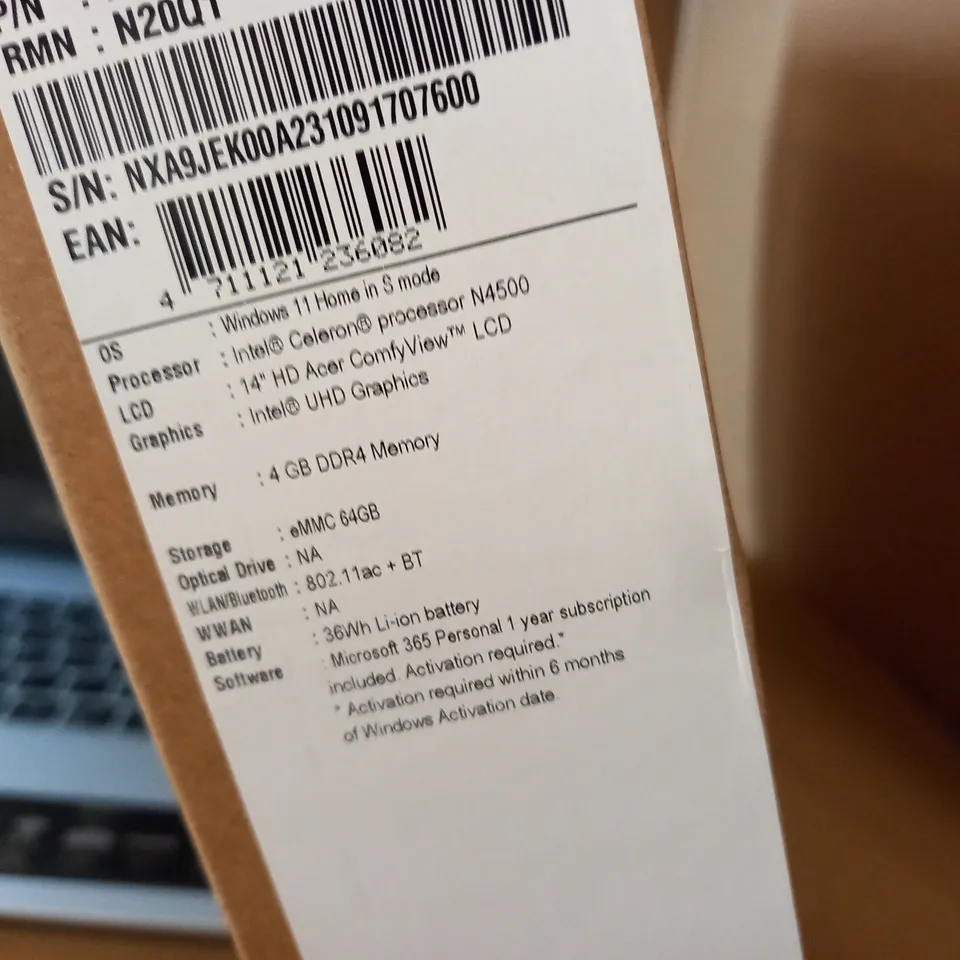 P/N :
RMN : N20Q1
S/N: NXA9JEK00A231091707600
EAN:
4 711121 236082
OS : Windows 11 Home in S mode
Processor : Intel® Celeron® processor N4500
LCD : 14" HD Acer ComfyView™ LCD
Graphics : Intel® UHD Graphics
Memory : 4 GB DDR4 Memory
Storage : eMMC 64GB
Optical Drive : NA
WLAN/Bluetooth : 802.11ac + BT
WWAN : NA
Battery : 36Wh Li-ion battery
Software : Microsoft 365 Personal 1 year subscription
included. Activation required.*
* Activation required within 6 months
of Windows Activation date.